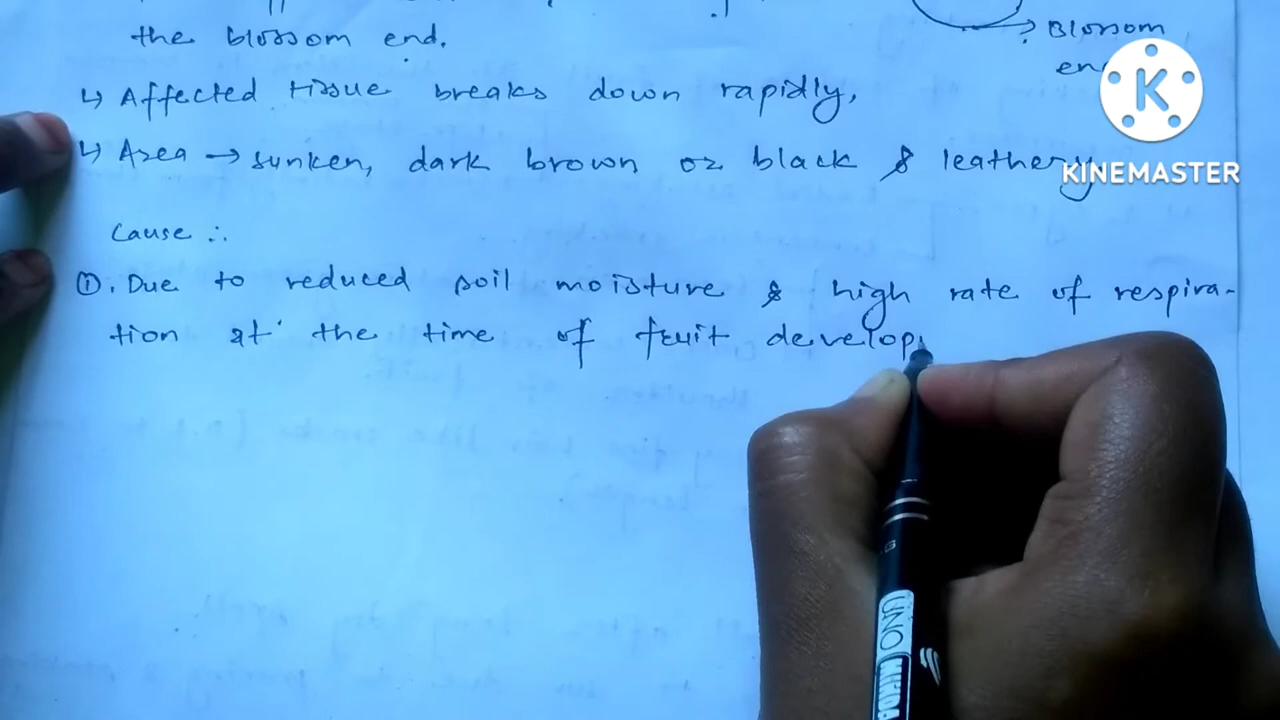 the blossom end.
Blossom
↳ Affected tissue breaks down rapidly,
K
↳ Area → sunken, dark brown or black & leathery
KINEMASTER
Cause :.
①. Due to reduced soil moisture & high rate of respira-
tion at the time of fruit develop
UNO